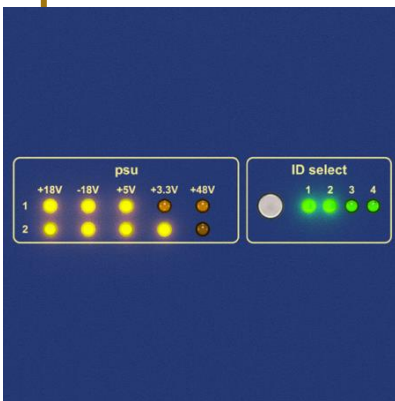 psu
+18V -18V +5V +3.3V +48V
1
2
ID select
1 2 3 4